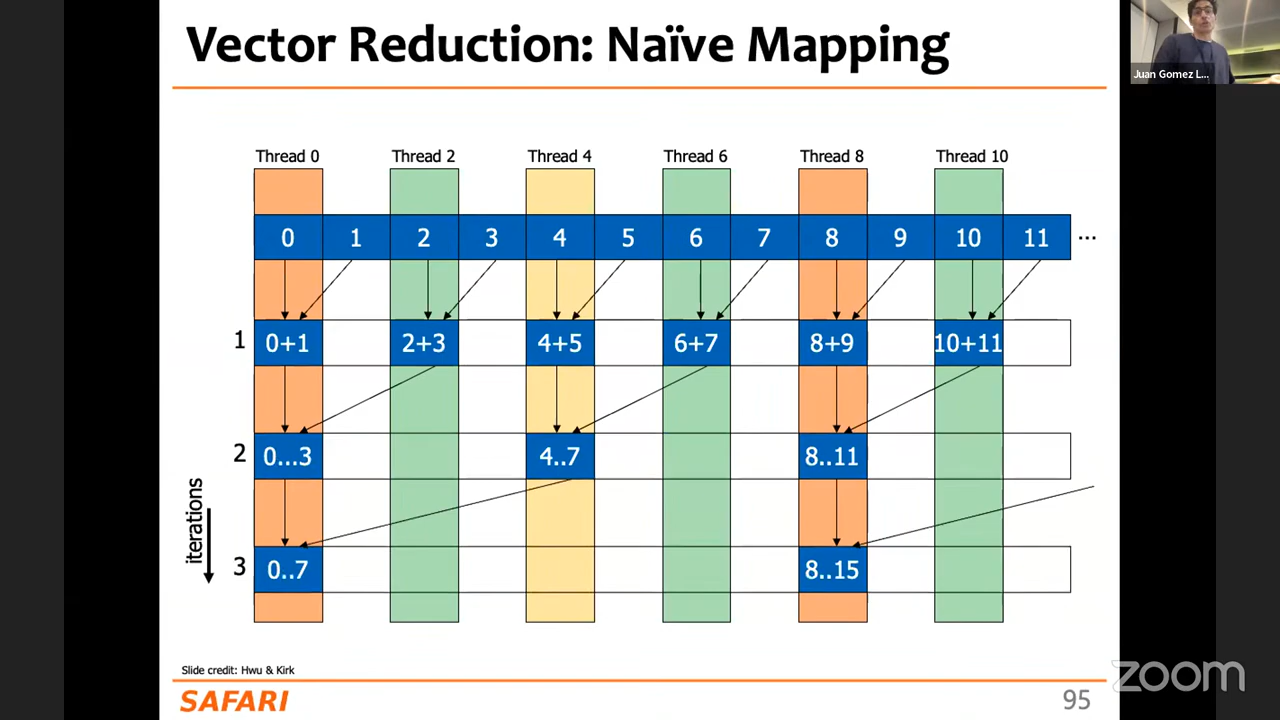 Vector Reduction: Naïve Mapping
Juan Gomez L...
Thread 0 Thread 2 Thread 4 Thread 6 Thread 8 Thread 10
0 1 2 3 4 5 6 7 8 9 10 11 ...
1 0+1 2+3 4+5 6+7 8+9 10+11
2 0...3 4..7 8..11
iterations
3 0..7 8..15
Slide credit: Hwu & Kirk
SAFARI
95
zoom